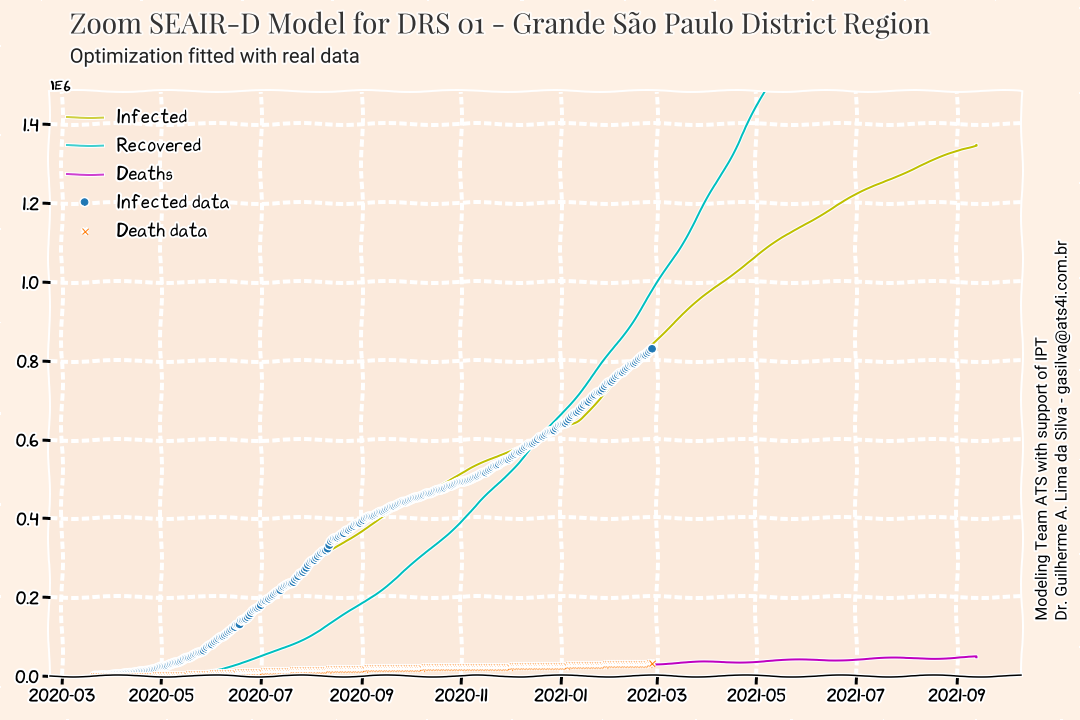 Zoom SEAIR-D Model for DRS 01 - Grande São Paulo District Region
Optimization fitted with real data
1E6
Infected
Recovered
Deaths
Infected data
Death data
1.4
1.2
1.0
0.8
0.6
0.4
0.2
0.0
2020-03 2020-05 2020-07 2020-09 2020-11 2021-01 2021-03 2021-05 2021-07 2021-09
Modeling Team ATS with support of IPT
Dr. Guilherme A. Lima da Silva - gasilva@ats4i.com.br